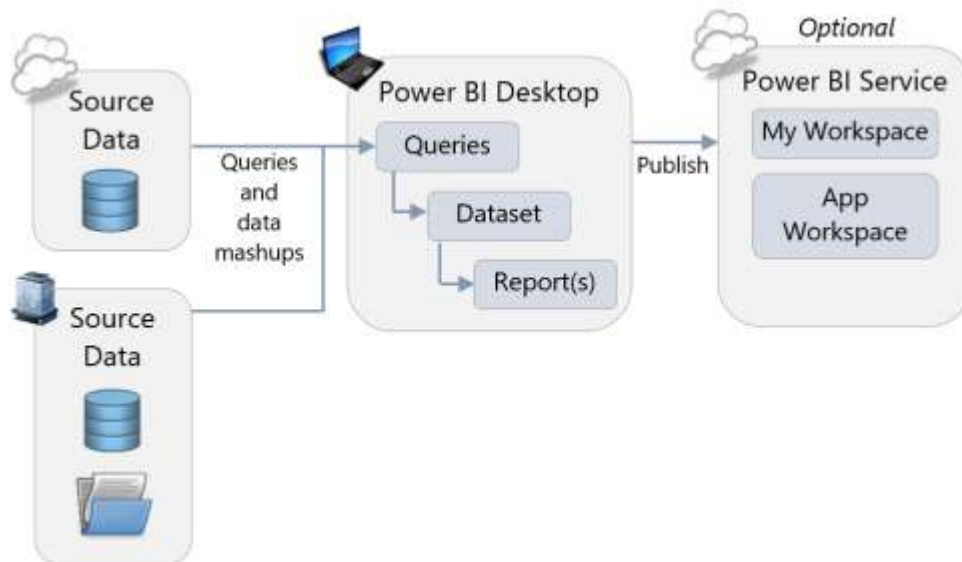 Source
Data
Queries
and
data
mashups
Source
Data
Power BI Desktop
Queries
Dataset
Report(s)
Publish
Optional
Power BI Service
My Workspace
App
Workspace